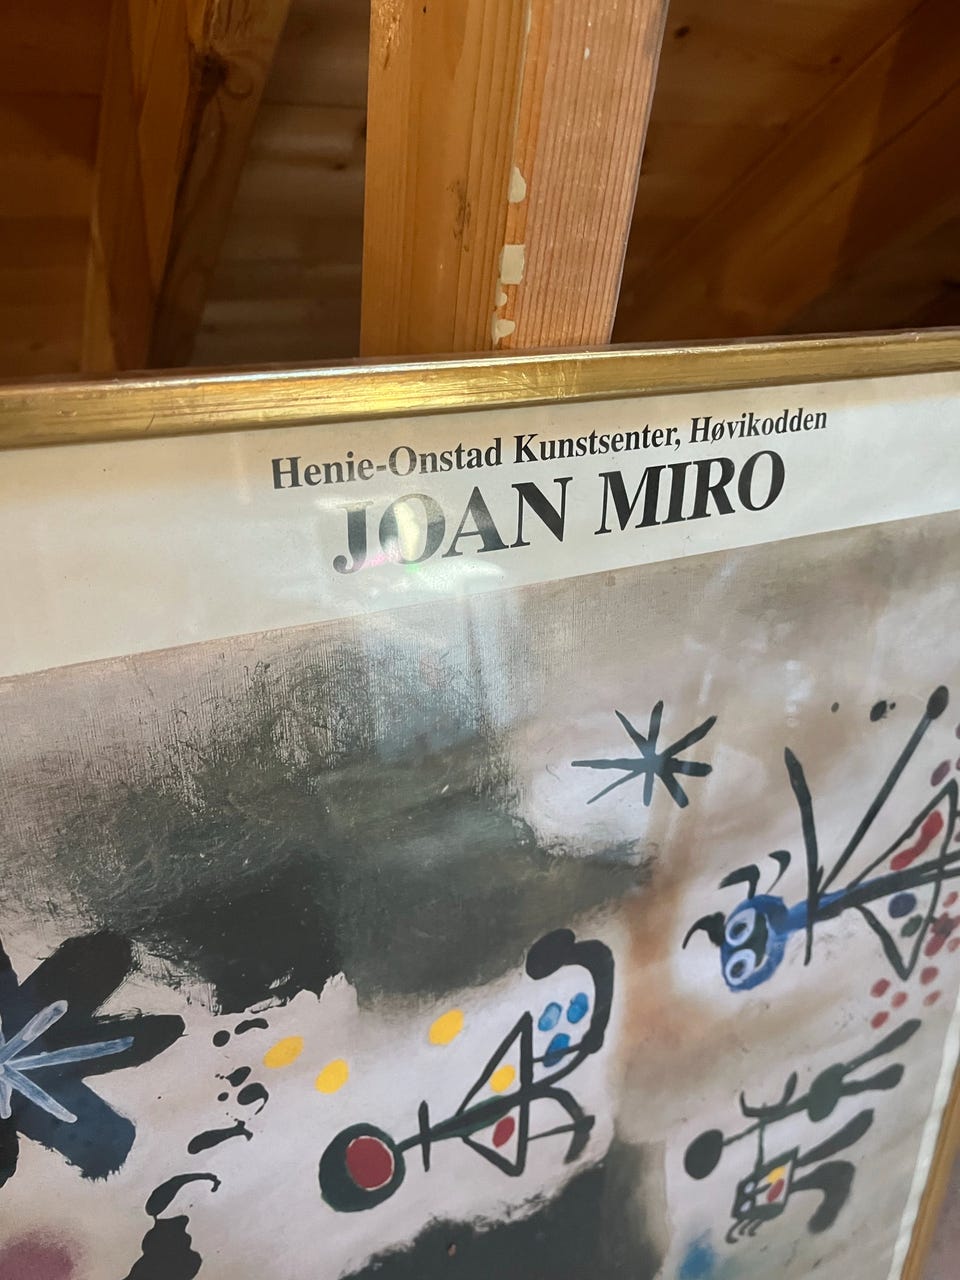 Henie-Onstad Kunstsenter, Høvikodden
JOAN MIRO